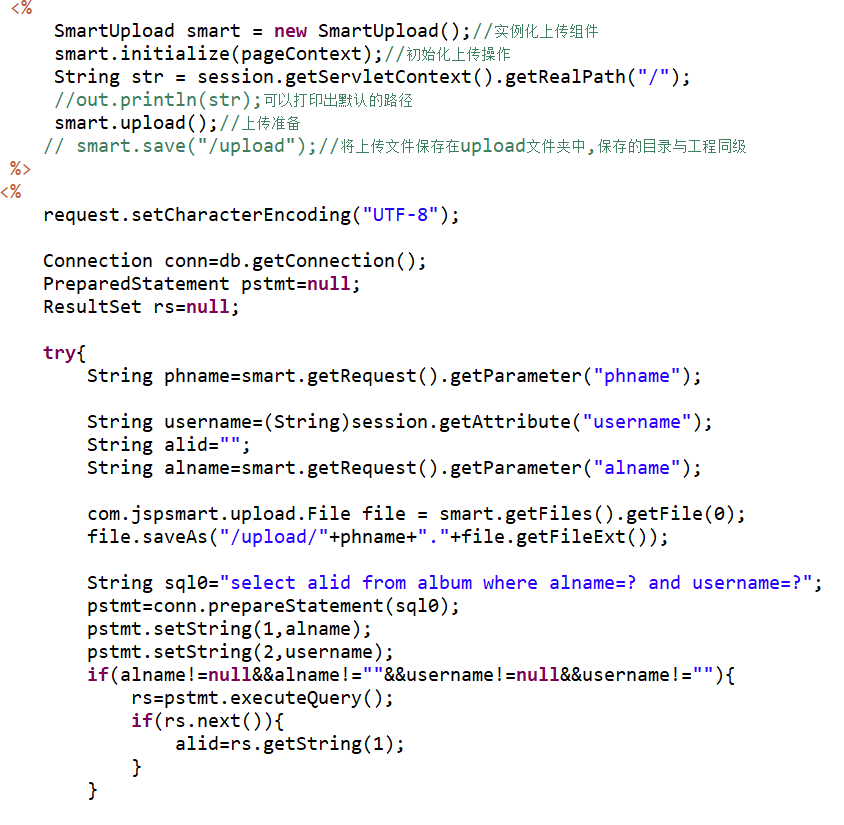 <%
SmartUpload smart = new SmartUpload();//实例化上传组件
smart.initialize(pageContext);//初始化上传操作
String str = session.getServletContext().getRealPath("/");
//out.println(str);可以打印出默认的路径
smart.upload();//上传准备
// smart.save("/upload");//将上传文件保存在upload文件夹中,保存的目录与工程同级
%>
<%
request.setCharacterEncoding("UTF-8");
Connection conn=db.getConnection();
PreparedStatement pstmt=null;
ResultSet rs=null;
try{
String phname=smart.getRequest().getParameter("phname");
String username=(String)session.getAttribute("username");
String alid="";
String alname=smart.getRequest().getParameter("alname");
com.jspsmart.upload.File file = smart.getFiles().getFile(0);
file.saveAs("/upload/"+phname+"."+file.getFileExt());
String sql0="select alid from album where alname=? and username=?";
pstmt=conn.prepareStatement(sql0);
pstmt.setString(1,alname);
pstmt.setString(2,username);
if(alname!=null&&alname!=""&&username!=null&&username!=""){
rs=pstmt.executeQuery();
if(rs.next()){
alid=rs.getString(1);
}
}